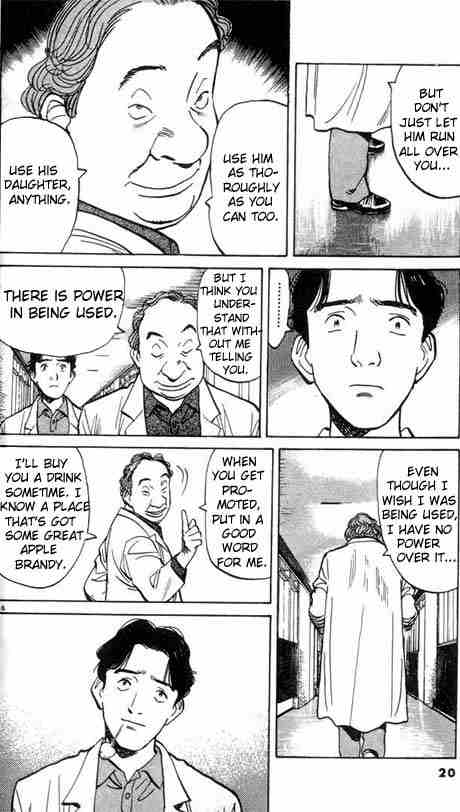 BUT
DON'T
JUST LET
HIM RUN
ALL OVER
YOU...
USE HIM
AS THO-
ROUGHLY
AS YOU
CAN TOO.
USE HIS
DAUGHTER,
ANYTHING.
.........
BUT I
THINK YOU
UNDER-
STAND
THAT WITH-
OUT ME
TELLING
YOU.
THERE IS POWER
IN BEING USED.
EVEN
THOUGH I
WISH I WAS
BEING USED,
I HAVE NO
POWER
OVER IT...
WHEN
YOU GET
PRO-
MOTED,
PUT IN A
GOOD
WORD
FOR ME.
I'LL BUY
YOU A DRINK
SOMETIME. I
KNOW A PLACE
THAT'S GOT
SOME GREAT
APPLE
BRANDY.
20